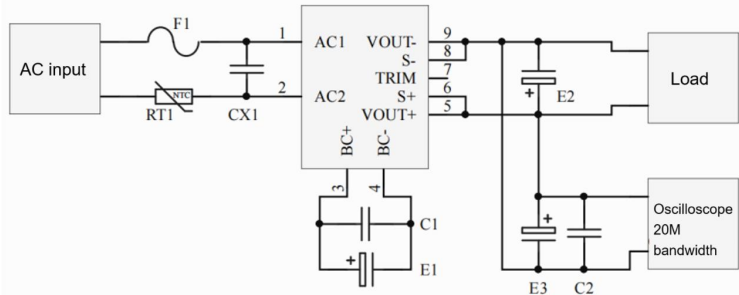 F1
AC input
RT1
NTC
CX1
1
2
AC1
AC2
VOUT-
S-
TRIM
S+
VOUT+
BC+
BC-
9
8
7
6
5
3
4
+
E2
Load
C1
+
E1
+
E3
C2
Oscilloscope
20M
bandwidth